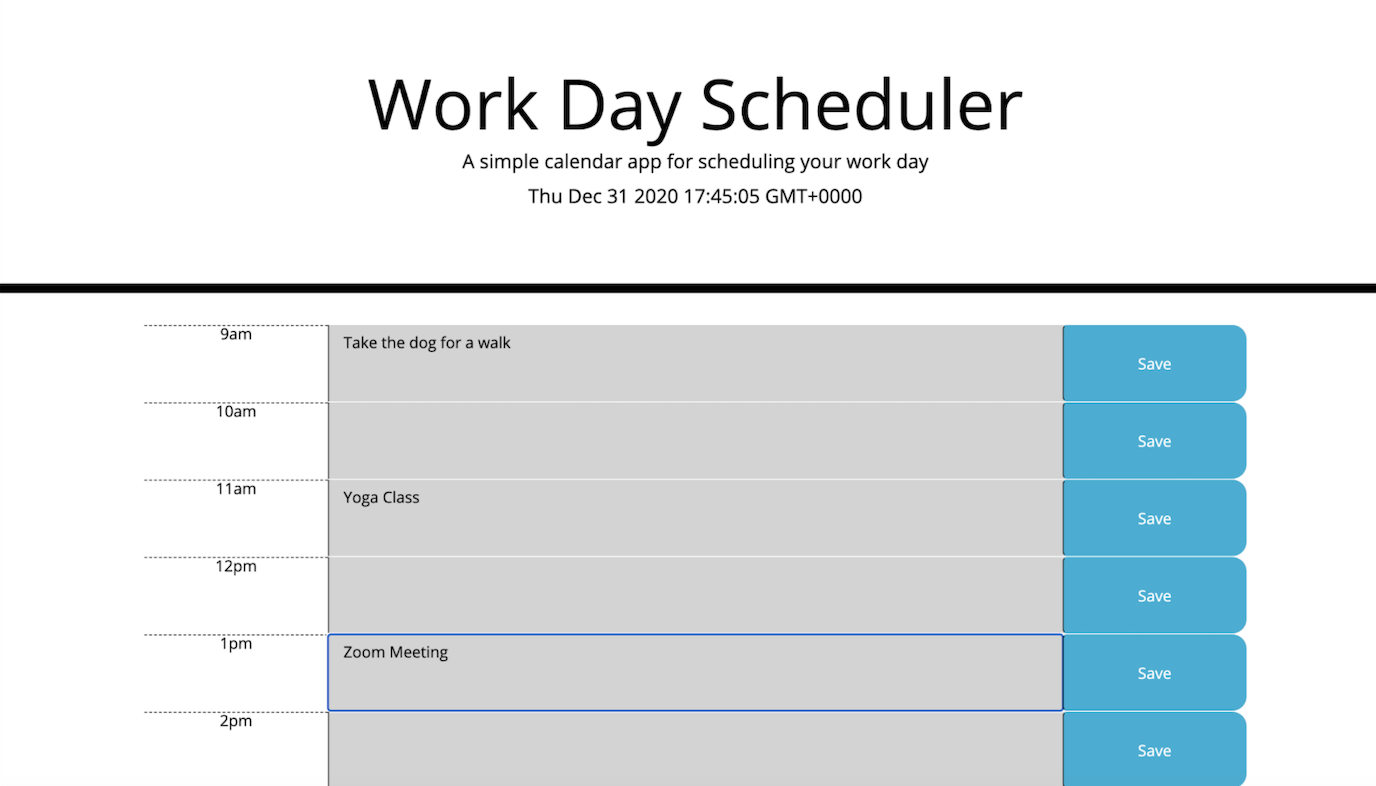 Work Day Scheduler
A simple calendar app for scheduling your work day
Thu Dec 31 2020 17:45:05 GMT+0000
9am
Take the dog for a walk
Save
10am
Save
11am
Yoga Class
Save
12pm
Save
1pm
Zoom Meeting
Save
2pm
Save